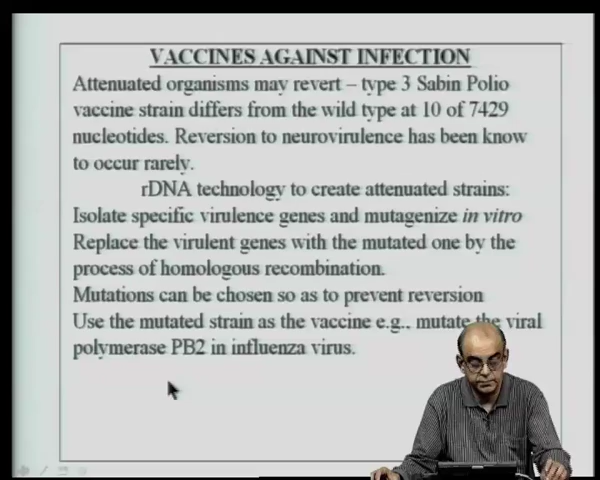 VACCINES AGAINST INFECTION
Attenuated organisms may revert – type 3 Sabin Polio
vaccine strain differs from the wild type at 10 of 7429
nucleotides. Reversion to neurovirulence has been know
to occur rarely.
rDNA technology to create attenuated strains:
Isolate specific virulence genes and mutagenize in vitro
Replace the virulent genes with the mutated one by the
process of homologous recombination.
Mutations can be chosen so as to prevent reversion
Use the mutated strain as the vaccine e.g., mutate the viral
polymerase PB2 in influenza virus.